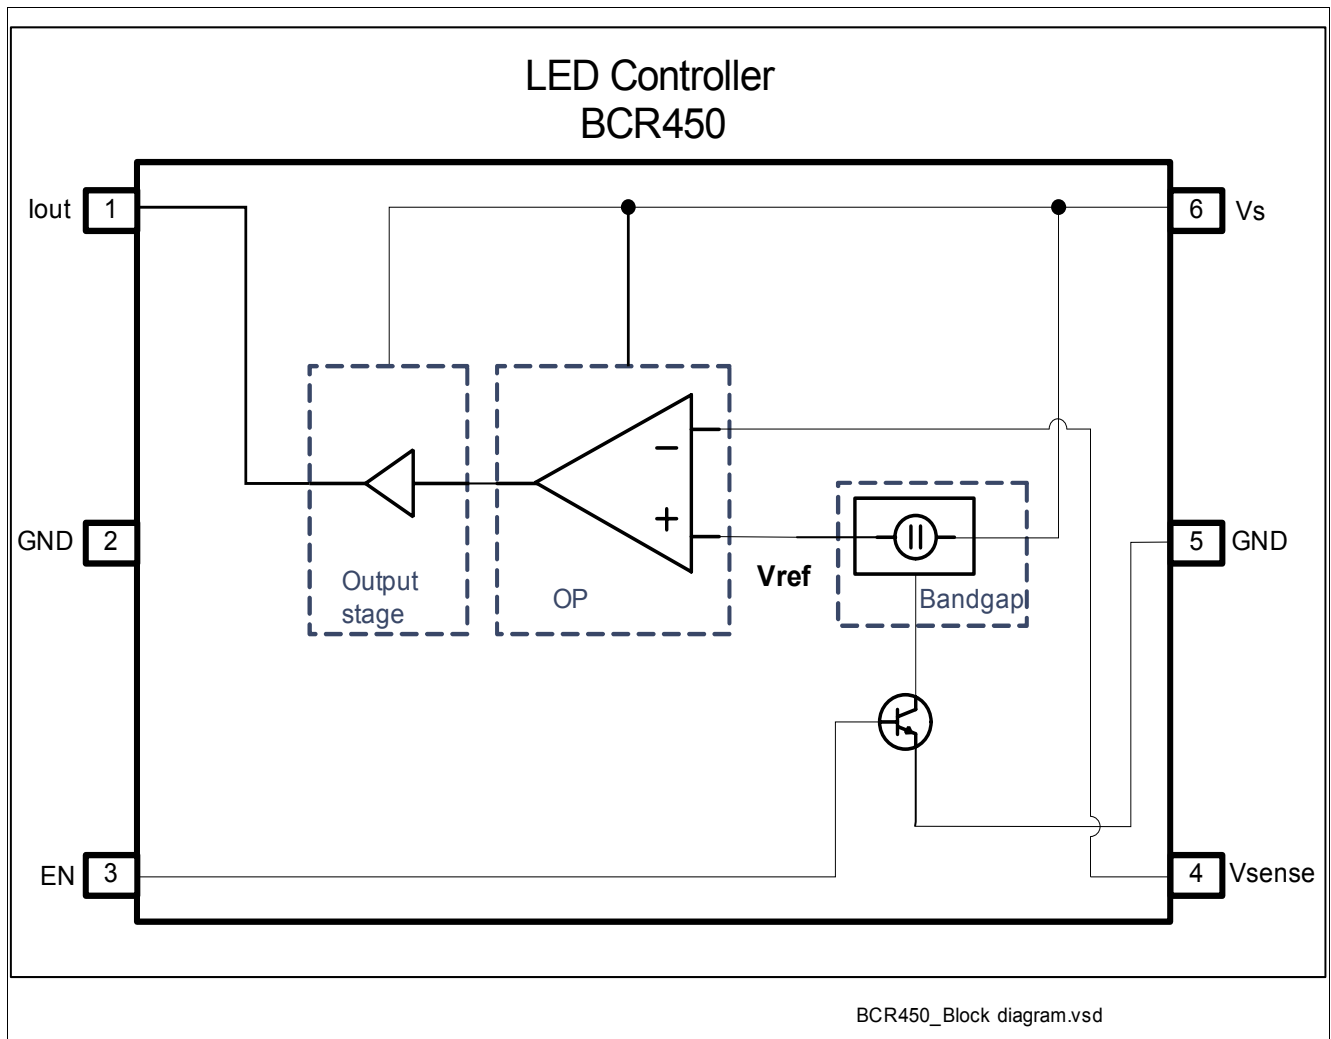 LED Controller
BCR450
Iout 1
6 Vs
−
+
GND 2
Vref
5 GND
Output
stage
OP
Bandgap
EN 3
4 Vsense
BCR450_Block diagram.vsd